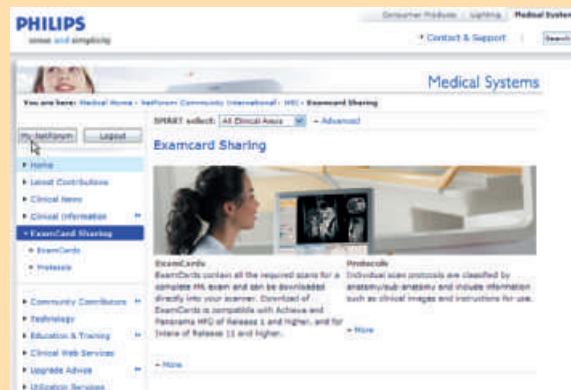 PHILIPS
sense and simplicity
Consumer Products | Lighting | Medical Systems
Contact & Support
Search
Medical Systems
You are here: Medical Home › NetForum Community (International) › MRI › Examcard Sharing
My NetForum
Logout
SMART select: All Clinical Areas Advanced
Examcard Sharing
Home
Latest Contributions
Clinical News
Clinical Information
ExamCard Sharing
ExamCards
Protocols
Community Contributors
Technology
Education & Training
Clinical Web Services
Upgrade Advice
Utilization Services
ExamCards
ExamCards contain all the required scans for a
complete MR exam and can be downloaded
directly into your scanner. Download of
ExamCards is compatible with Achieva and
Panorama HFO of Release 1 and higher, and for
Intera of Release 11 and higher.
More
Protocols
Individual scan protocols are classified by
anatomy/sub-anatomy and include information
such as clinical images and instructions for use.
More